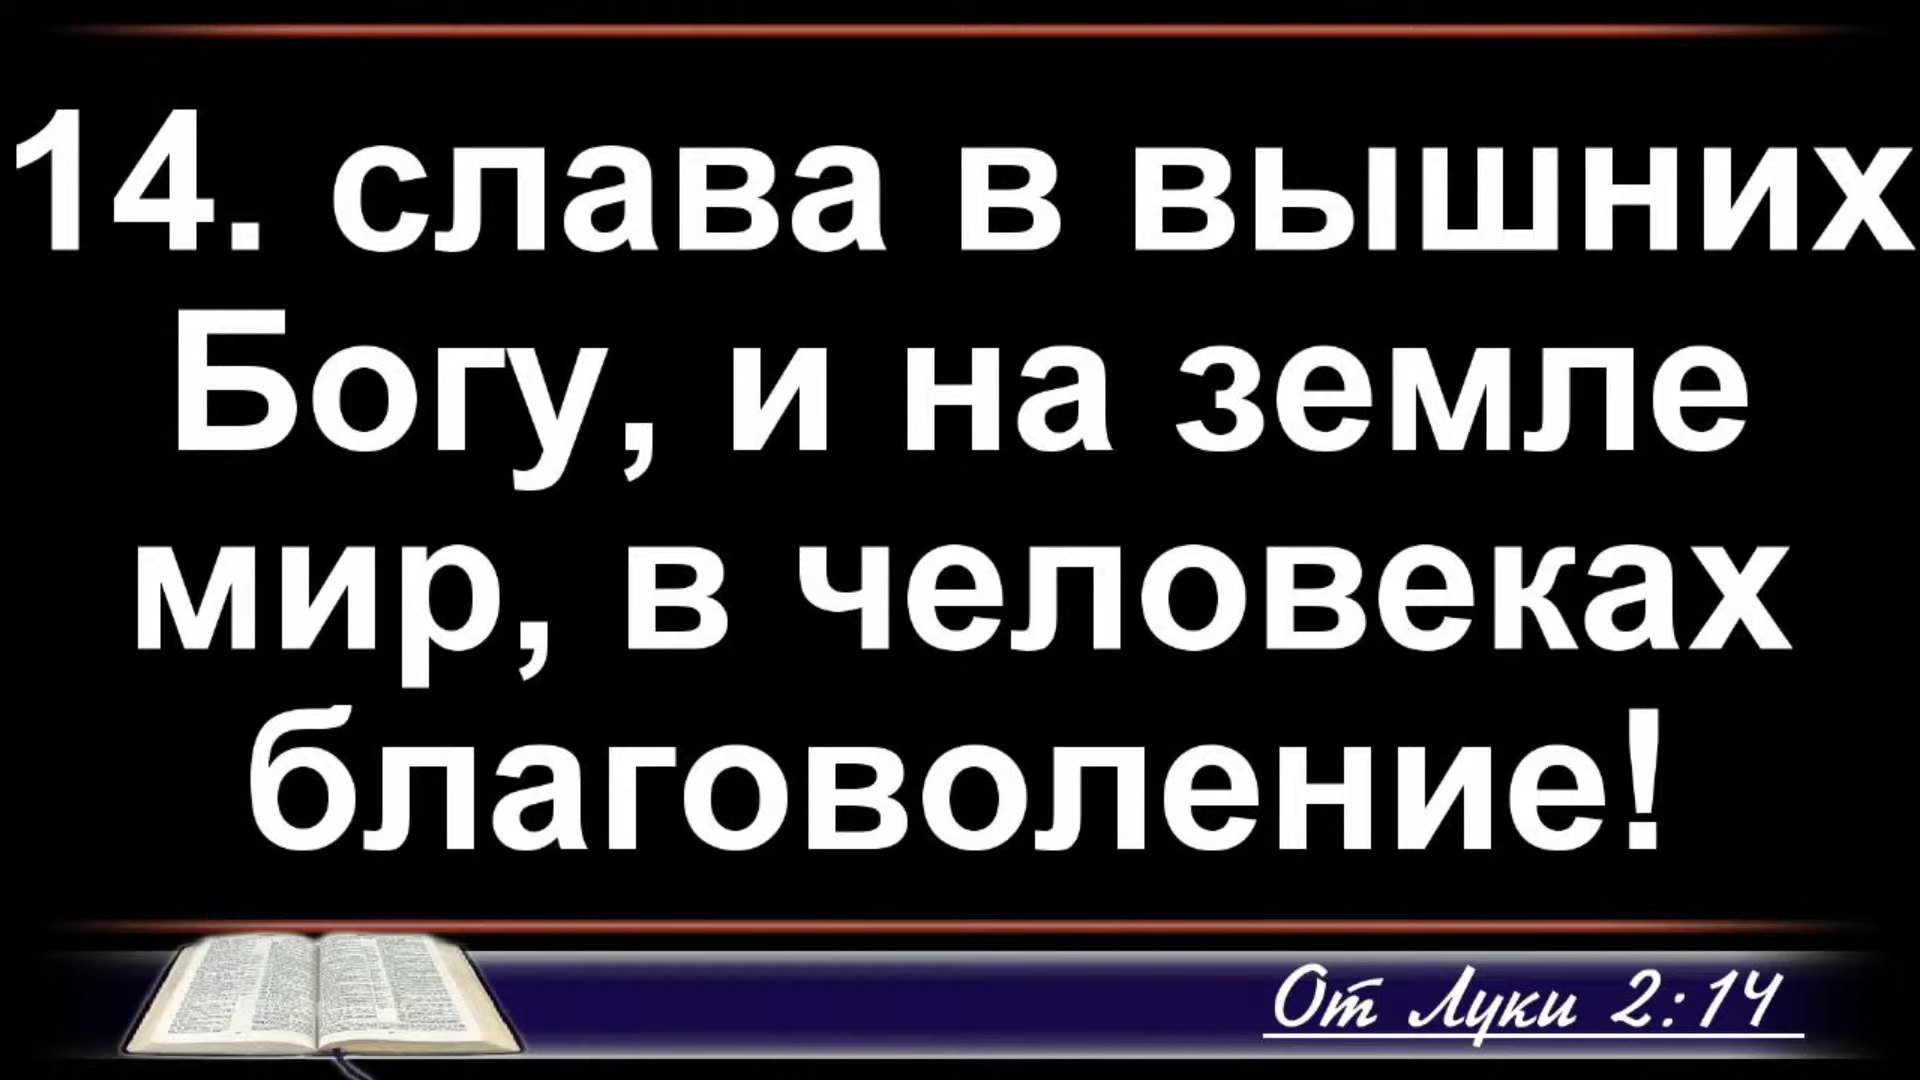 14. слава в вышних
Богу, и на земле
мир, в человеках
благоволение!
От Луки 2:14